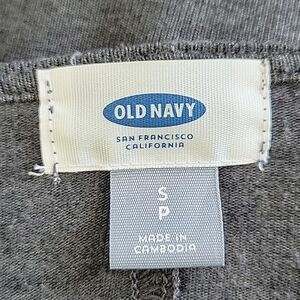 OLD NAVY
SAN FRANCISCO
CALIFORNIA
S
P
MADE IN
CAMBODIA